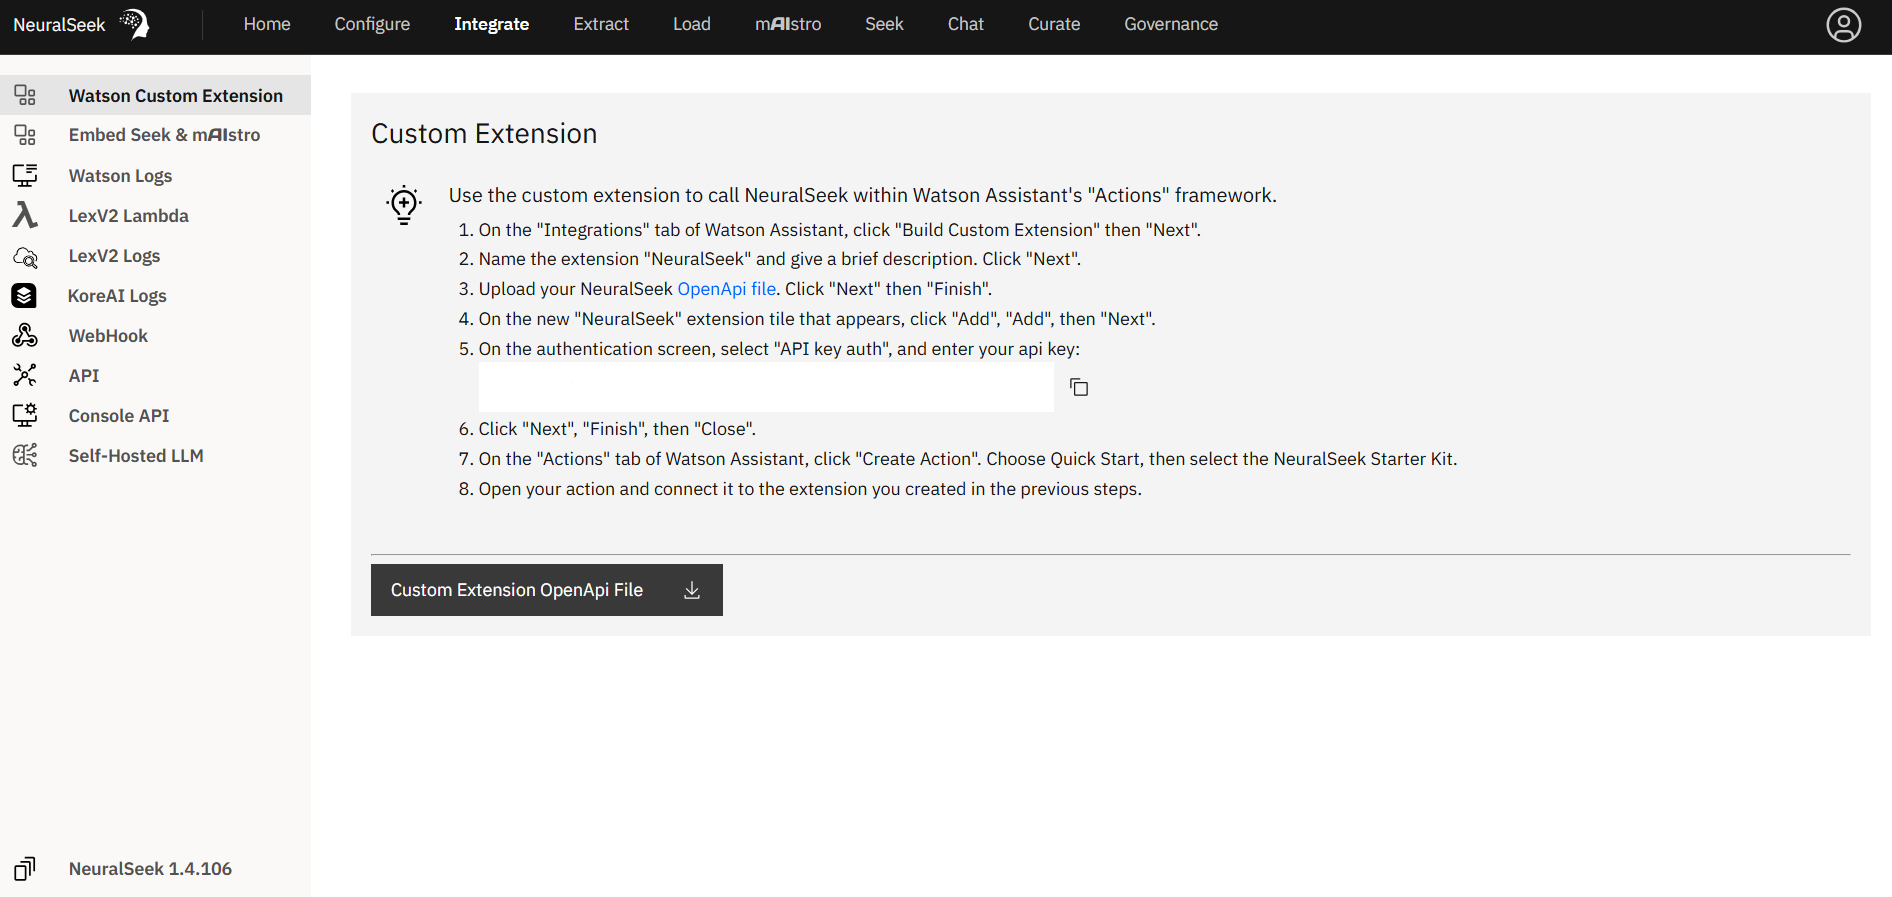 NeuralSeek
Home
Configure
Integrate
Extract
Load
mAIstro
Seek
Chat
Curate
Governance
Watson Custom Extension
Embed Seek & mAIstro
Watson Logs
LexV2 Lambda
LexV2 Logs
KoreAI Logs
WebHook
API
Console API
Self-Hosted LLM
NeuralSeek 1.4.106
Custom Extension
Use the custom extension to call NeuralSeek within Watson Assistant's "Actions" framework.
1. On the "Integrations" tab of Watson Assistant, click "Build Custom Extension" then "Next".
2. Name the extension "NeuralSeek" and give a brief description. Click "Next".
3. Upload your NeuralSeek OpenApi file. Click "Next" then "Finish".
4. On the new "NeuralSeek" extension tile that appears, click "Add", "Add", then "Next".
5. On the authentication screen, select "API key auth", and enter your api key:
6. Click "Next", "Finish", then "Close".
7. On the "Actions" tab of Watson Assistant, click "Create Action". Choose Quick Start, then select the NeuralSeek Starter Kit.
8. Open your action and connect it to the extension you created in the previous steps.
Custom Extension OpenApi File